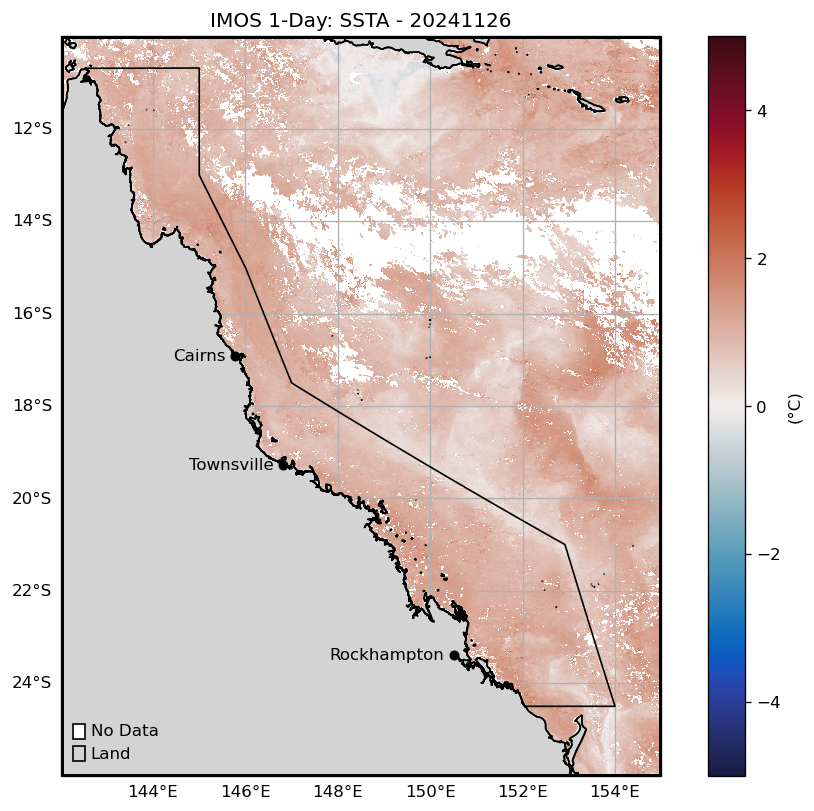 IMOS 1-Day: SSTA - 20241126
12°S
14°S
16°S
18°S
20°S
22°S
24°S
Cairns
Townsville
Rockhampton
No Data
Land
144°E 146°E 148°E 150°E 152°E 154°E
4
2
0
−2
−4
(°C)